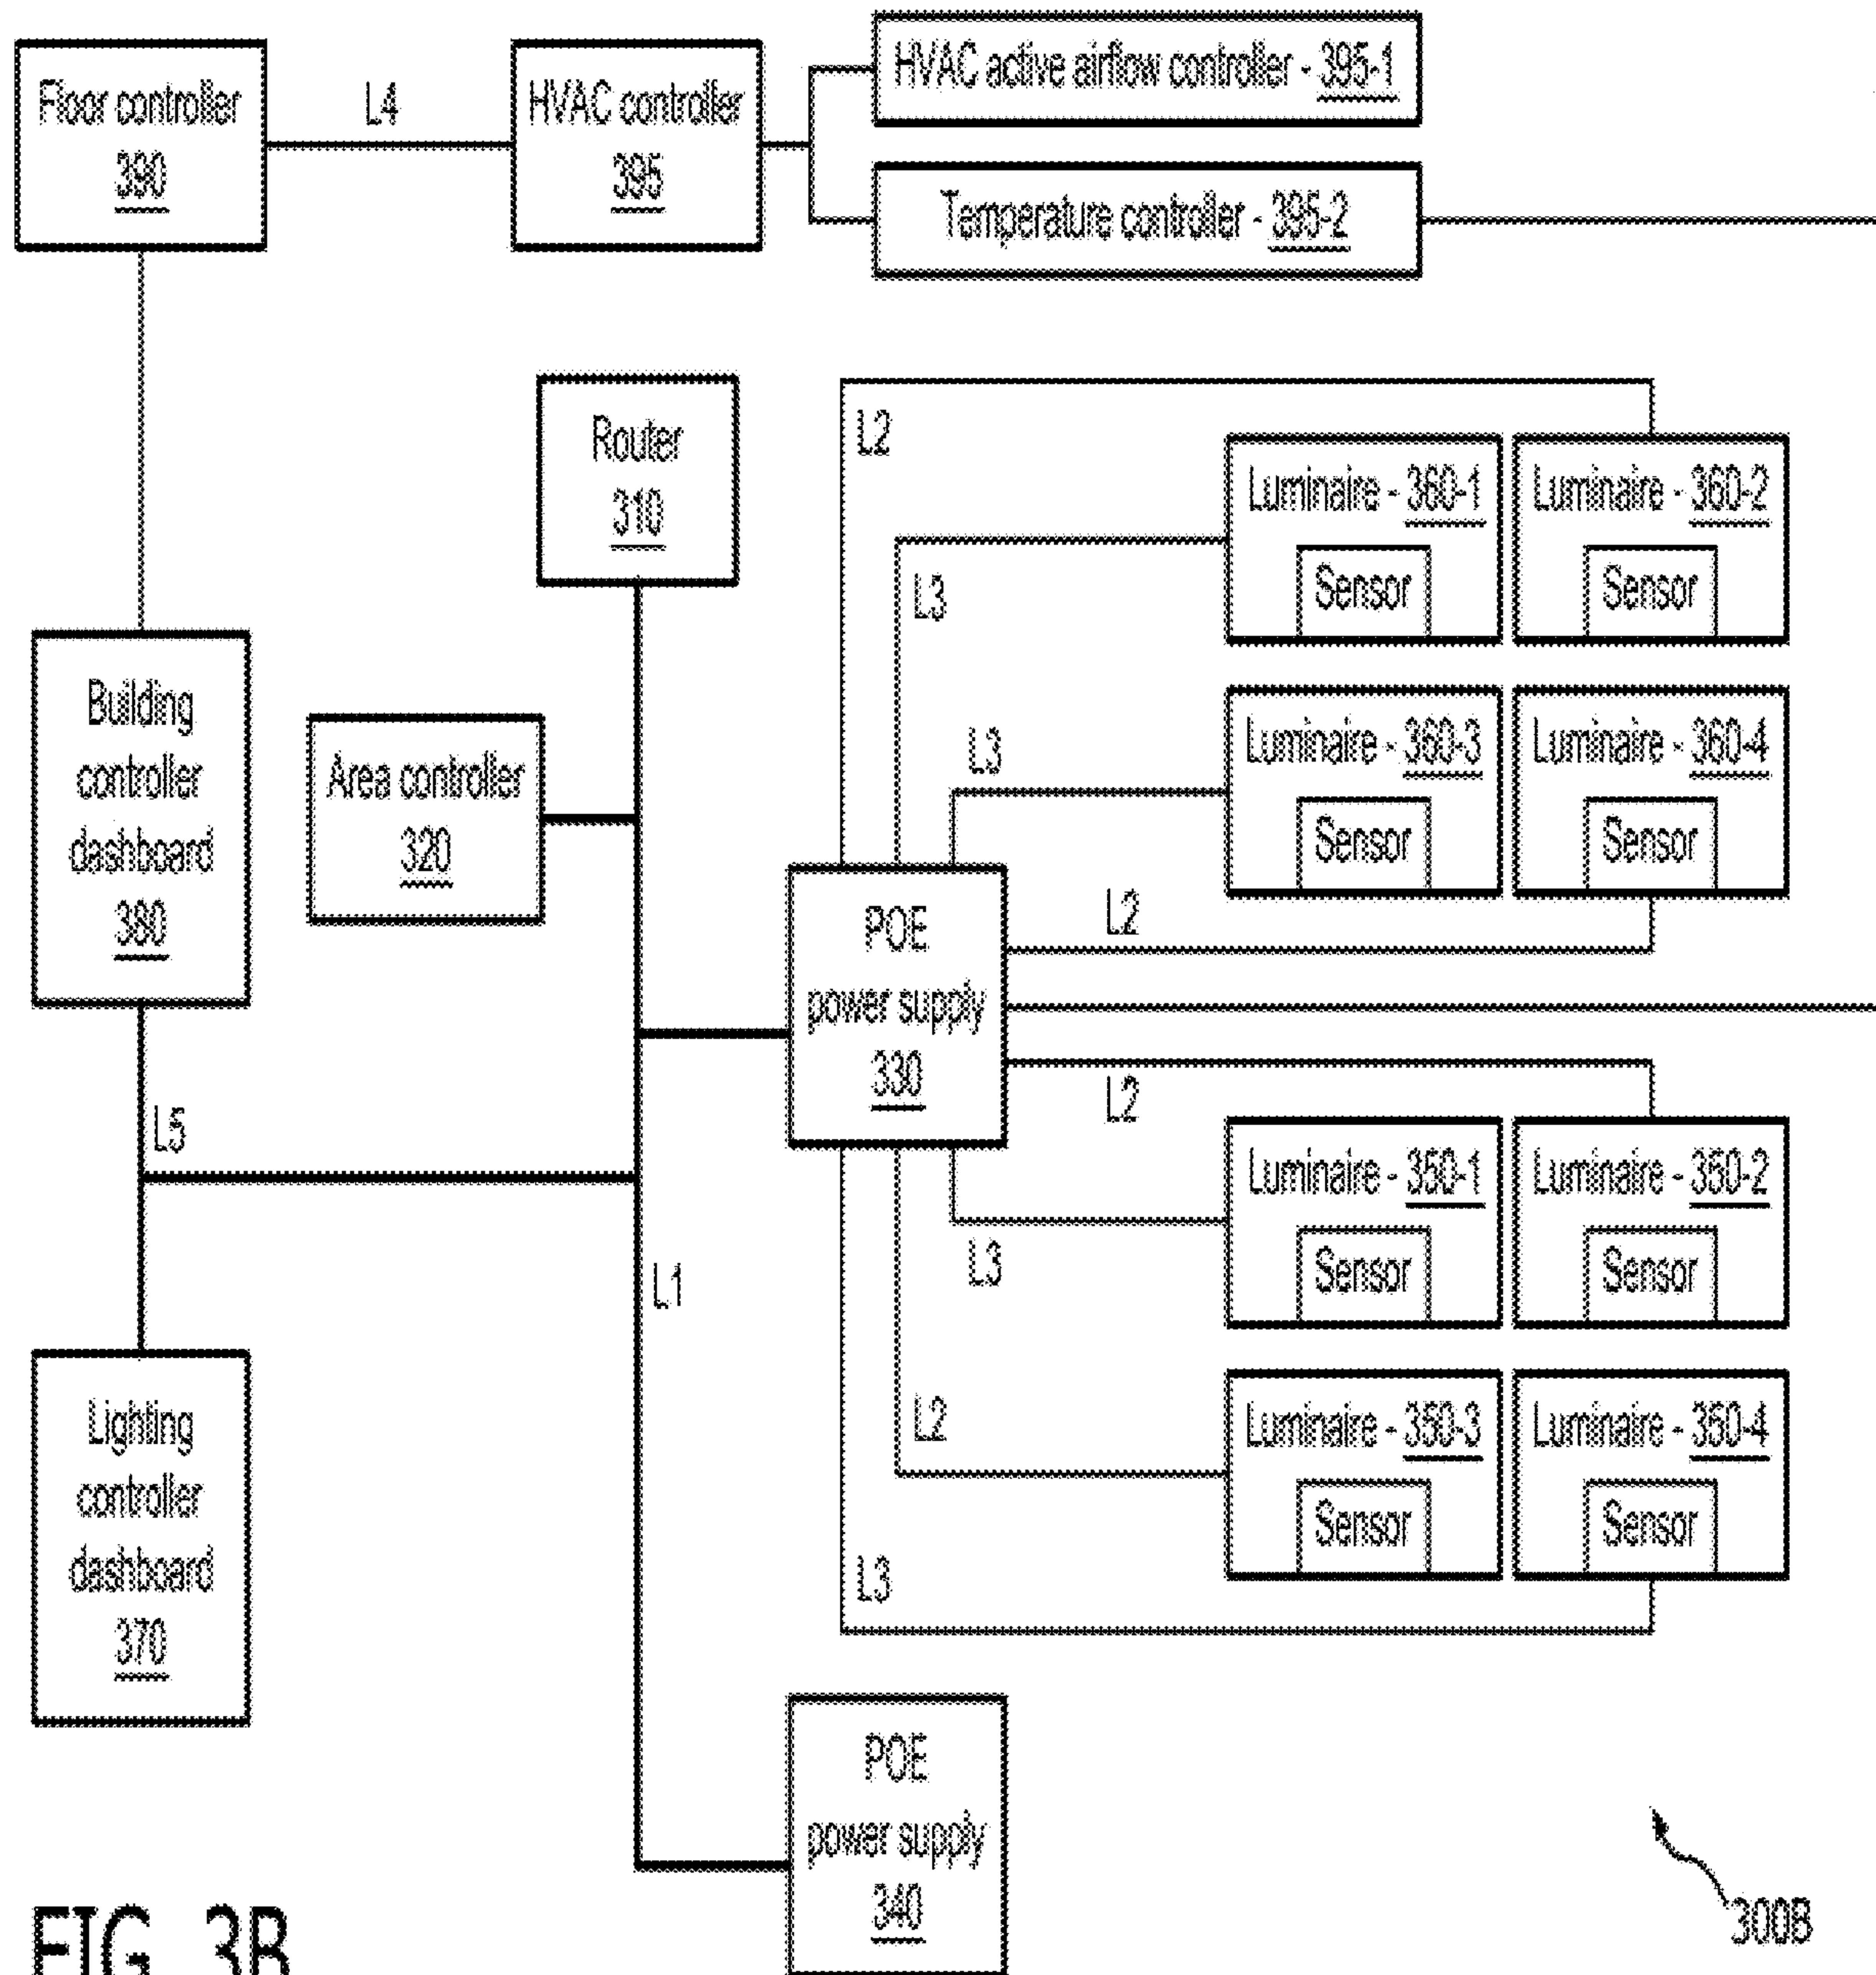 HVAC active airflow controller - 395-1
Floor controller
390
L4
HVAC controller
395
Temperature controller - 395-2
Router
310
L2
Luminaire - 360-1
Sensor
Luminaire - 360-2
Sensor
L3
Building
controller
dashboard
380
Area controller
320
L3
Luminaire - 360-3
Sensor
Luminaire - 360-4
Sensor
L2
POE
power supply
330
L2
L5
Luminaire - 350-1
Sensor
Luminaire - 350-2
Sensor
L3
L1
Lighting
controller
dashboard
370
L2
Luminaire - 350-3
Sensor
Luminaire - 350-4
Sensor
L3
POE
power supply
340
300B
FIG. 3B